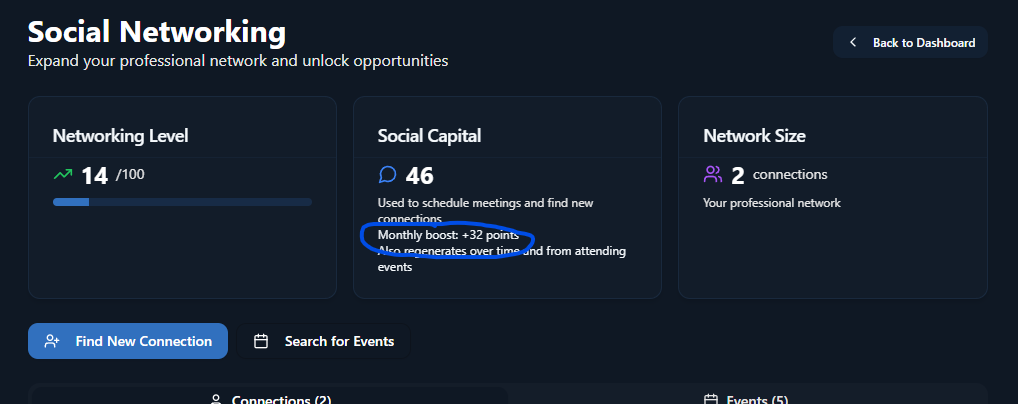 Social Networking
Expand your professional network and unlock opportunities
Back to Dashboard
Networking Level
14 /100
Social Capital
46
Used to schedule meetings and find new
connections
Monthly boost: +32 points
Also regenerates over time and from attending
events
Network Size
2 connections
Your professional network
Find New Connection
Search for Events
Connections (2)
Events (5)